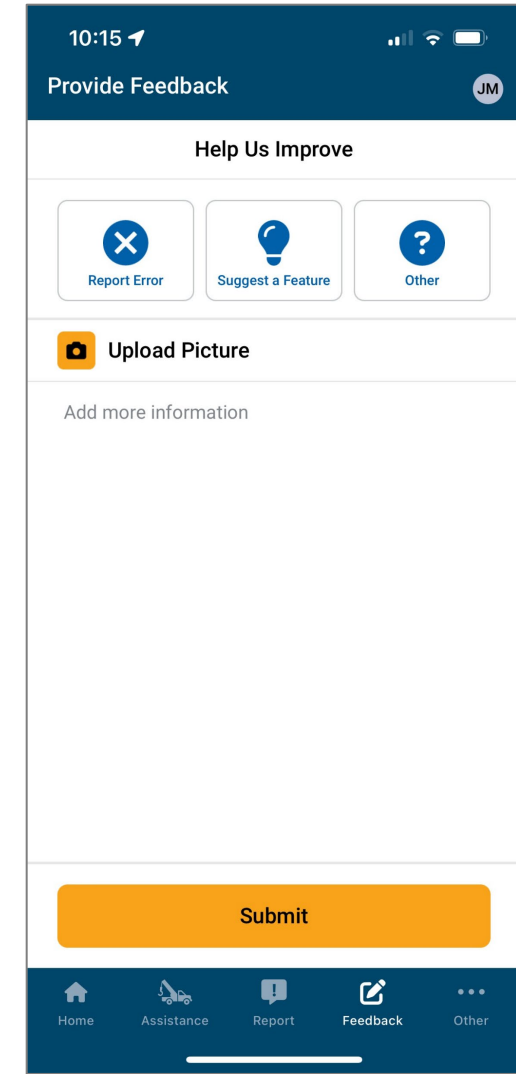 10:15
Provide Feedback
JM
Help Us Improve
Report Error
Suggest a Feature
Other
Upload Picture
Add more information
Submit
Home
Assistance
Report
Feedback
Other